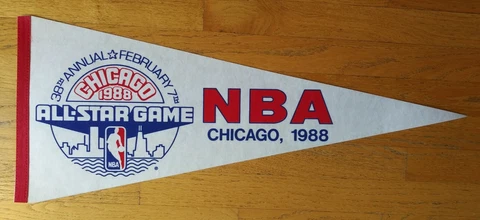 38TH ANNUAL ☆ FEBRUARY 7TH
CHICAGO
1988
ALL-STAR GAME
NBA
NBA
CHICAGO, 1988